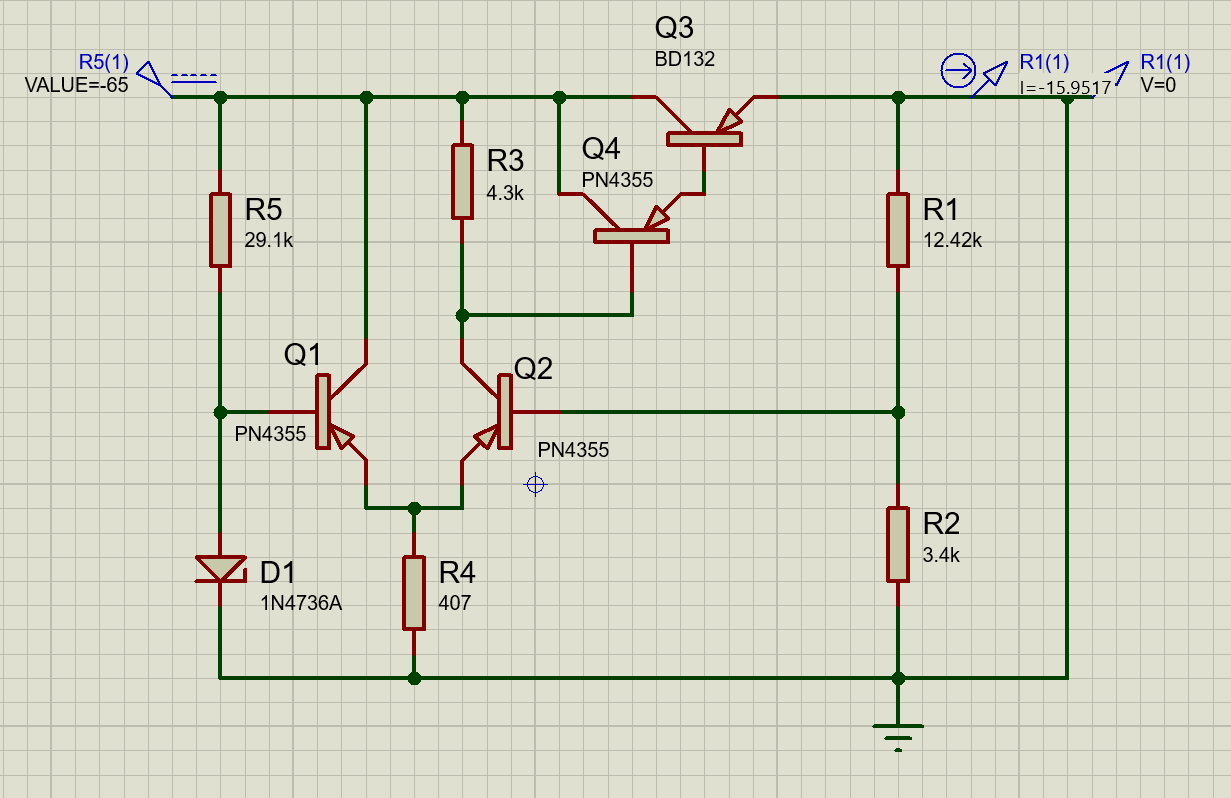 Q3
BD132
R5(1)
VALUE=-65
R1(1)
I=-15.9517
R1(1)
V=0
R3
4.3k
Q4
PN4355
R5
29.1k
R1
12.42k
Q1
PN4355
Q2
PN4355
R2
3.4k
D1
1N4736A
R4
407